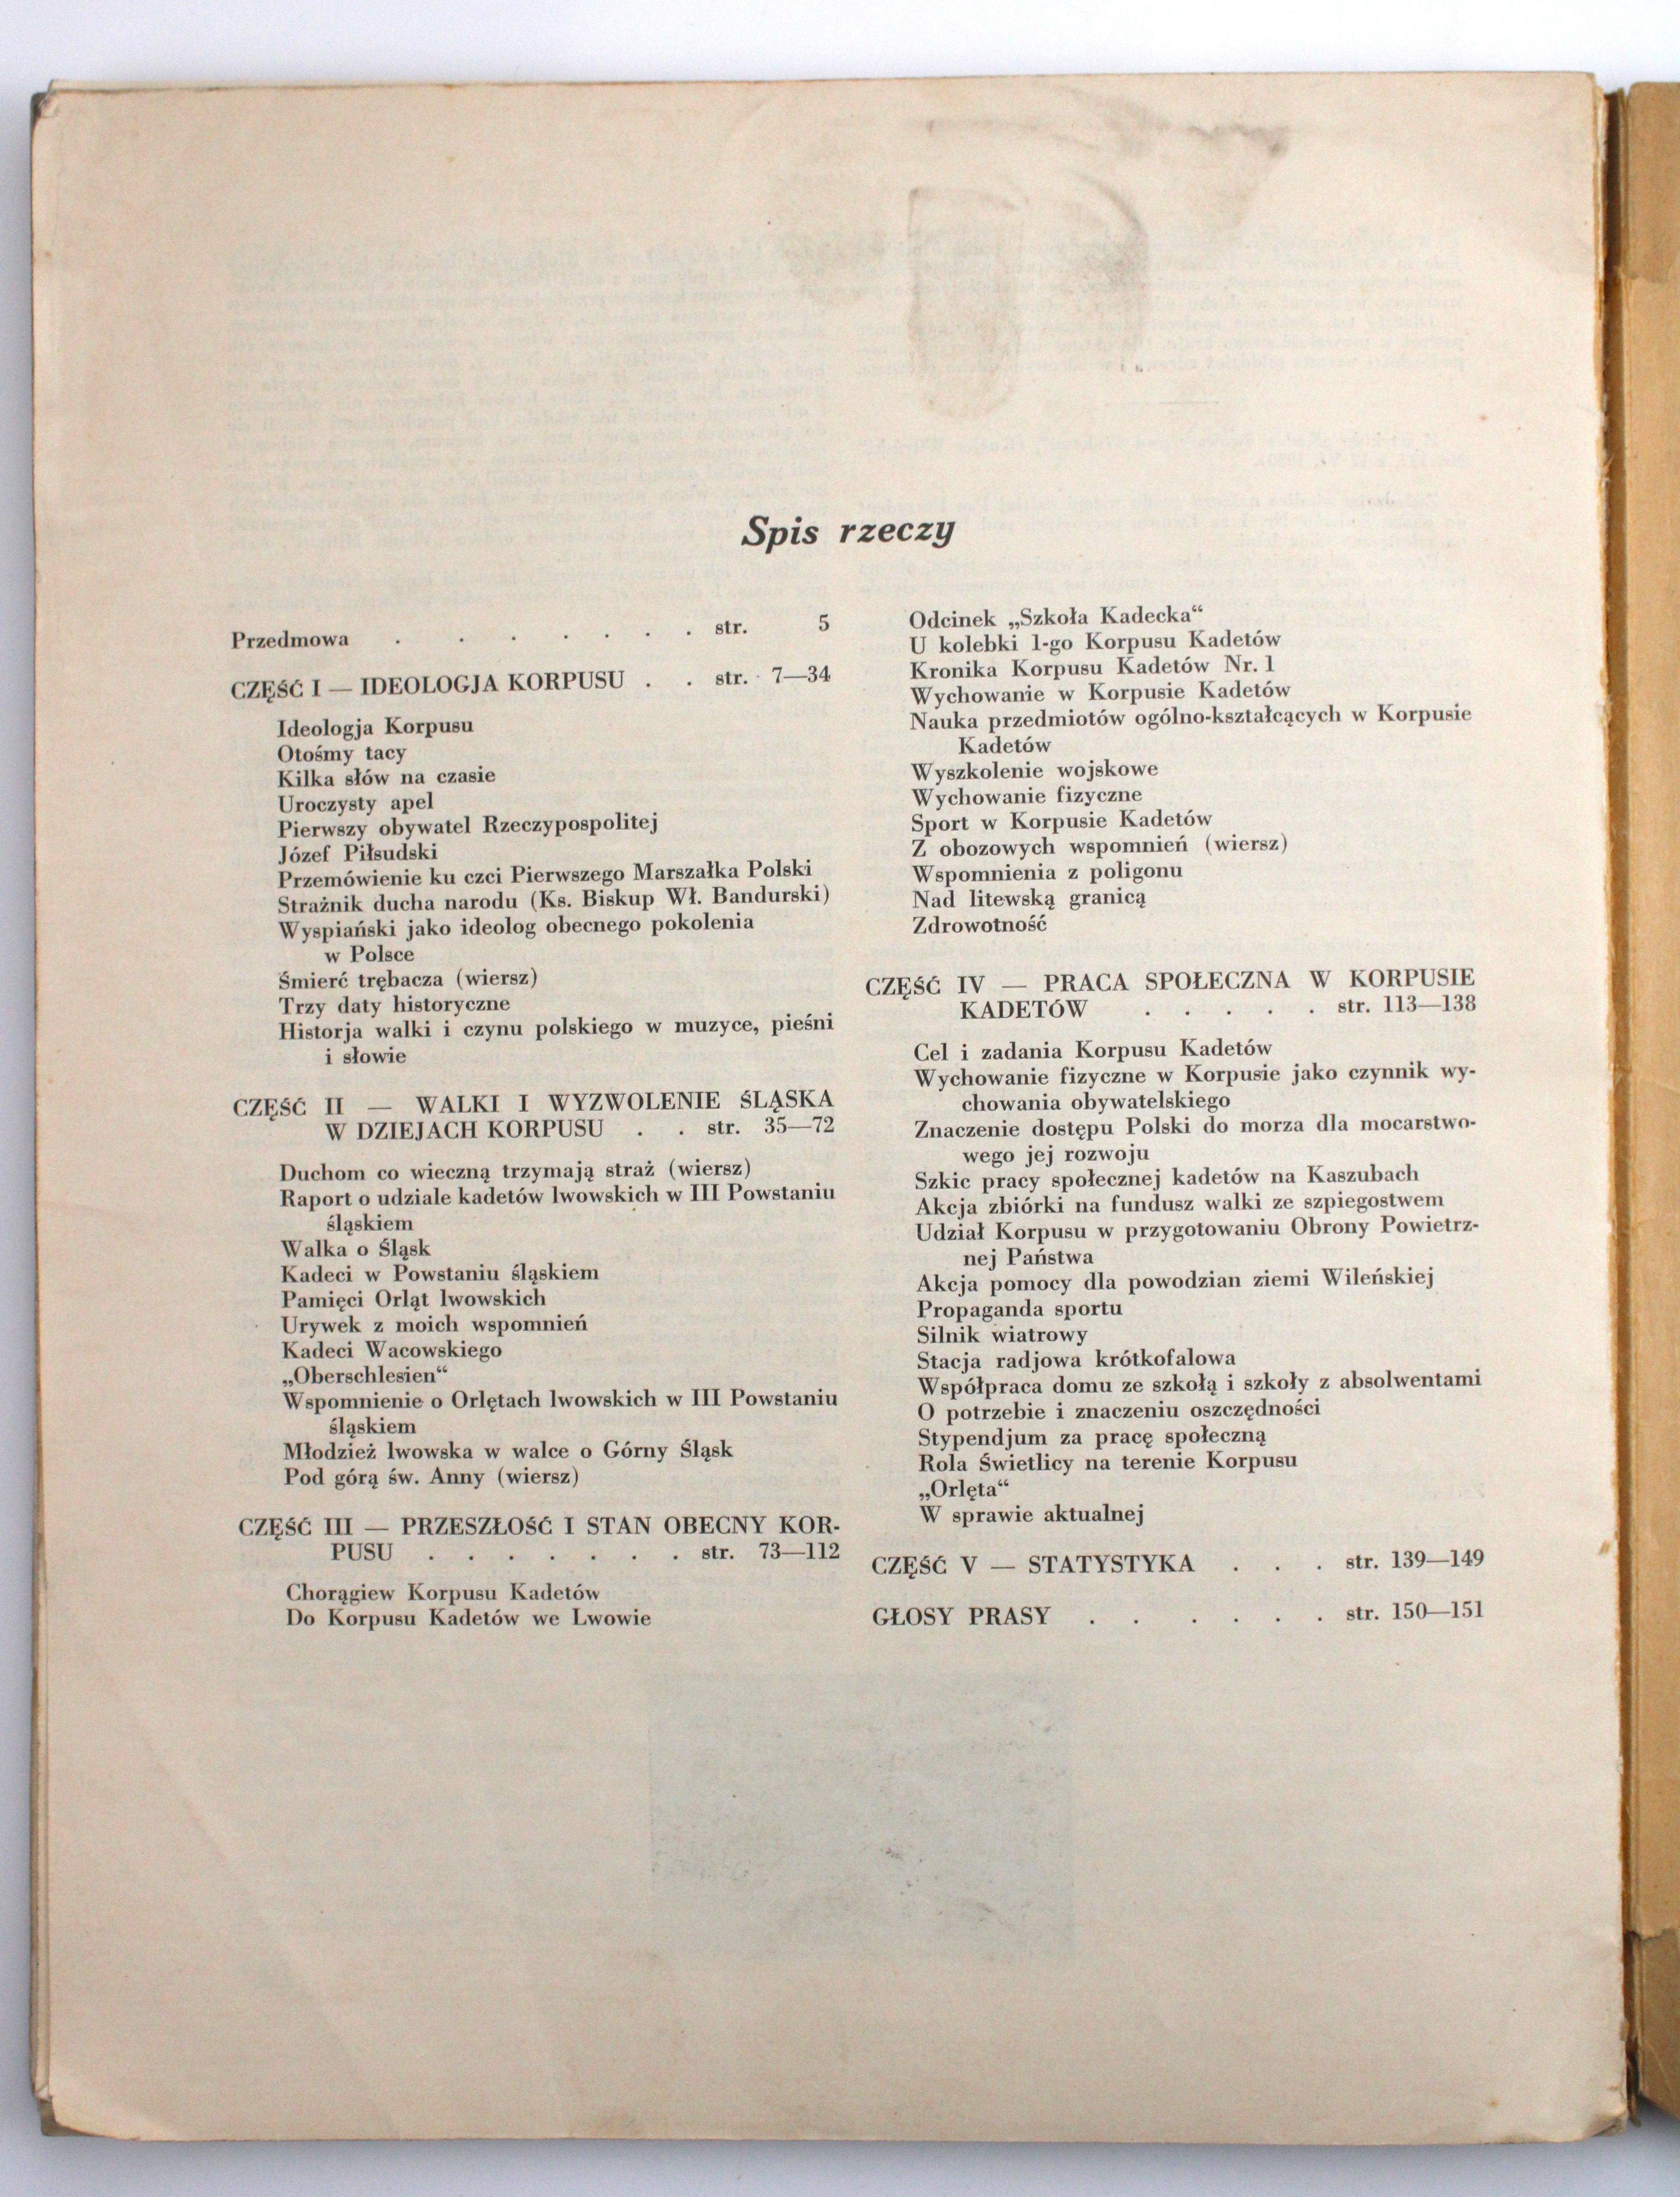 Spis rzeczy
Przedmowa . . . . . . . . str. 5
CZĘŚĆ I — IDEOLOGJA KORPUSU . . str. 7—34
Ideologja Korpusu
Otośmy tacy
Kilka słów na czasie
Uroczysty apel
Pierwszy obywatel Rzeczypospolitej
Józef Piłsudski
Przemówienie ku czci Pierwszego Marszałka Polski
Strażnik ducha narodu (Ks. Biskup Wł. Bandurski)
Wyspiański jako ideolog obecnego pokolenia
w Polsce
Śmierć trębacza (wiersz)
Trzy daty historyczne
Historja walki i czynu polskiego w muzyce, pieśni
i słowie
CZĘŚĆ II — WALKI I WYZWOLENIE ŚLĄSKA
W DZIEJACH KORPUSU . . str. 35—72
Duchom co wieczną trzymają straż (wiersz)
Raport o udziale kadetów lwowskich w III Powstaniu
śląskiem
Walka o Śląsk
Kadeci w Powstaniu śląskiem
Pamięci Orląt lwowskich
Urywek z moich wspomnień
Kadeci Wacowskiego
„Oberschlesien“
Wspomnienie o Orlętach lwowskich w III Powstaniu
śląskiem
Młodzież lwowska w walce o Górny Śląsk
Pod górą św. Anny (wiersz)
CZĘŚĆ III — PRZESZŁOŚĆ I STAN OBECNY KOR-
PUSU . . . . . . . str. 73—112
Chorągiew Korpusu Kadetów
Do Korpusu Kadetów we Lwowie
Odcinek „Szkoła Kadecka“
U kolebki 1-go Korpusu Kadetów
Kronika Korpusu Kadetów Nr. 1
Wychowanie w Korpusie Kadetów
Nauka przedmiotów ogólno-kształcących w Korpusie
Kadetów
Wyszkolenie wojskowe
Wychowanie fizyczne
Sport w Korpusie Kadetów
Z obozowych wspomnień (wiersz)
Wspomnienia z poligonu
Nad litewską granicą
Zdrowotność
CZĘŚĆ IV — PRACA SPOŁECZNA W KORPUSIE
KADETÓW . . . . . str. 113—138
Cel i zadania Korpusu Kadetów
Wychowanie fizyczne w Korpusie jako czynnik wy-
chowania obywatelskiego
Znaczenie dostępu Polski do morza dla mocarstwo-
wego jej rozwoju
Szkic pracy społecznej kadetów na Kaszubach
Akcja zbiórki na fundusz walki ze szpiegostwem
Udział Korpusu w przygotowaniu Obrony Powietrz-
nej Państwa
Akcja pomocy dla powodzian ziemi Wileńskiej
Propaganda sportu
Silnik wiatrowy
Stacja radjowa krótkofalowa
Współpraca domu ze szkołą i szkoły z absolwentami
O potrzebie i znaczeniu oszczędności
Stypendjum za pracę społeczną
Rola Świetlicy na terenie Korpusu
„Orlęta“
W sprawie aktualnej
CZĘŚĆ V — STATYSTYKA . . . str. 139—149
GŁOSY PRASY . . . . . . str. 150—151